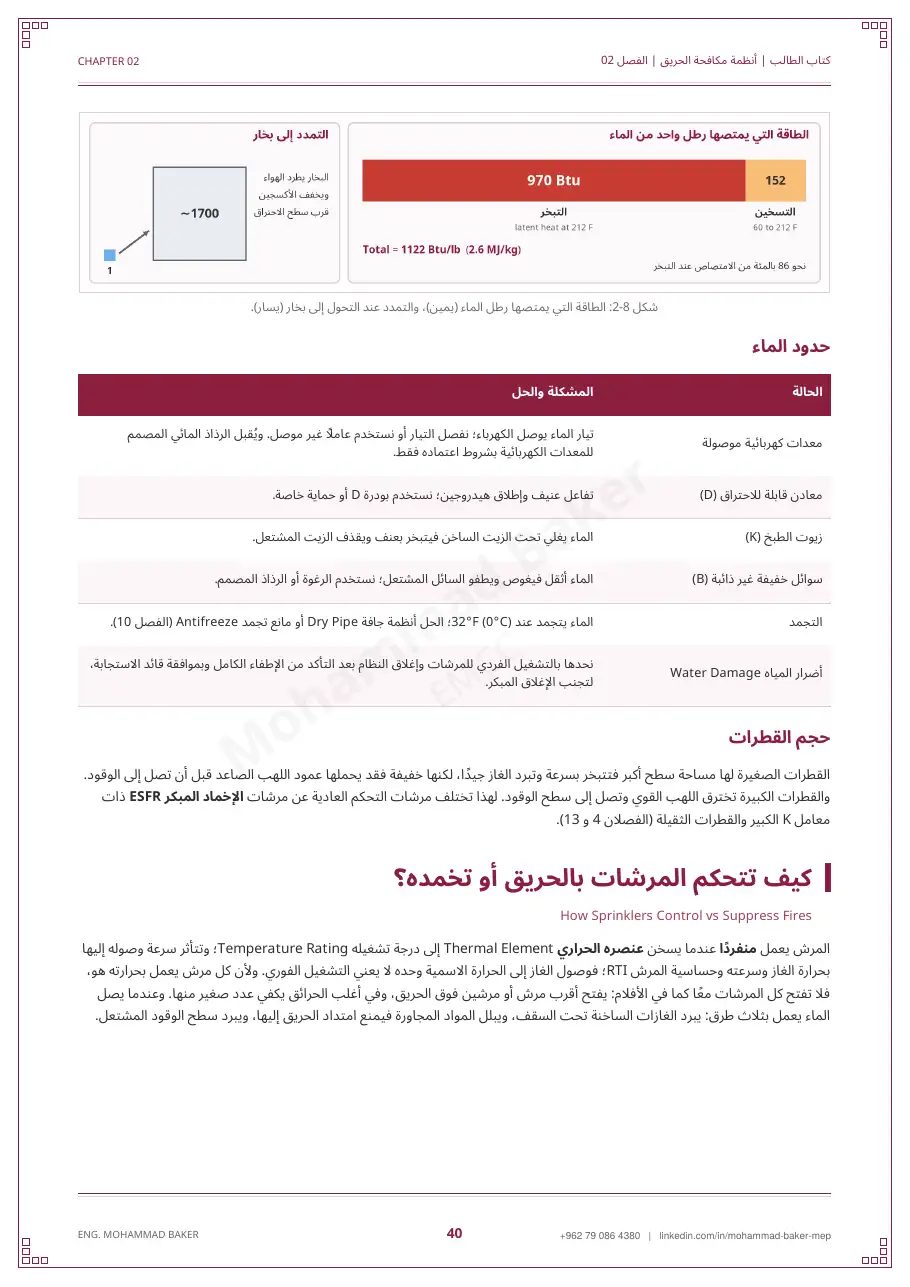 كتاب الطالب | أنظمة مكافحة الحريق | الفصل 02
CHAPTER 02
الطاقة التي يمتصها رطل واحد من الماء
970 Btu
152
التبخر
التسخين
latent heat at 212 F
60 to 212 F
Total = 1122 Btu/lb (2.6 MJ/kg)
نحو 86 بالمئة من الامتصاص عند التبخر
التمدد إلى بخار
البخار يطرد الهواء
ويخفف الأكسجين
قرب سطح الاحتراق
~1700
1
شكل 8-2: الطاقة التي يمتصها رطل الماء (يمين)، والتمدد عند التحول إلى بخار (يسار).
حدود الماء
الحالة
المشكلة والحل
معدات كهربائية موصولة
تيار الماء يوصل الكهرباء؛ نفصل التيار أو نستخدم عاملًا غير موصل. ويُقبل الرذاذ المائي المصمم
للمعدات الكهربائية بشروط اعتماده فقط.
معادن قابلة للاحتراق (D)
تفاعل عنيف وإطلاق هيدروجين؛ نستخدم بودرة D أو حماية خاصة.
زيوت الطبخ (K)
الماء يغلي تحت الزيت الساخن فيتبخر بعنف ويقذف الزيت المشتعل.
سوائل خفيفة غير ذائبة (B)
الماء أثقل فيغوص ويطفو السائل المشتعل؛ نستخدم الرغوة أو الرذاذ المصمم.
التجمد
الماء يتجمد عند 32°F (0°C)؛ الحل أنظمة جافة Dry Pipe أو مانع تجمد Antifreeze (الفصل 10).
أضرار المياه Water Damage
نحدها بالتشغيل الفردي للمرشات وإغلاق النظام بعد التأكد من الإطفاء الكامل وبموافقة قائد الاستجابة،
لتجنب الإغلاق المبكر.
Mohammad Baker
EMEC
حجم القطرات
القطرات الصغيرة لها مساحة سطح أكبر فتتبخر بسرعة وتبرد الغاز جيدًا، لكنها خفيفة فقد يحملها عمود اللهب الصاعد قبل أن تصل إلى الوقود.
والقطرات الكبيرة تخترق اللهب القوي وتصل إلى سطح الوقود. لهذا تختلف مرشات التحكم العادية عن مرشات الإخماد المبكر ESFR ذات
معامل K الكبير والقطرات الثقيلة (الفصلان 4 و 13).
كيف تتحكم المرشات بالحريق أو تخمده؟
How Sprinklers Control vs Suppress Fires
المرش يعمل منفردًا عندما يسخن عنصره الحراري Thermal Element إلى درجة تشغيله Temperature Rating؛ وتتأثر سرعة وصوله إليها
بحرارة الغاز وسرعته وحساسية المرش RTI؛ فوصول الغاز إلى الحرارة الاسمية وحده لا يعني التشغيل الفوري. ولأن كل مرش يعمل بحرارته هو،
فلا تفتح كل المرشات معًا كما في الأفلام: يفتح أقرب مرش أو مرشين فوق الحريق، وفي أغلب الحرائق يكفي عدد صغير منها. وعندما يصل
الماء يعمل بثلاث طرق: يبرد الغازات الساخنة تحت السقف، ويبلل المواد المجاورة فيمنع امتداد الحريق إليها، ويبرد سطح الوقود المشتعل.
ENG. MOHAMMAD BAKER
40
+962 79 086 4380 | linkedin.com/in/mohammad-baker-mep